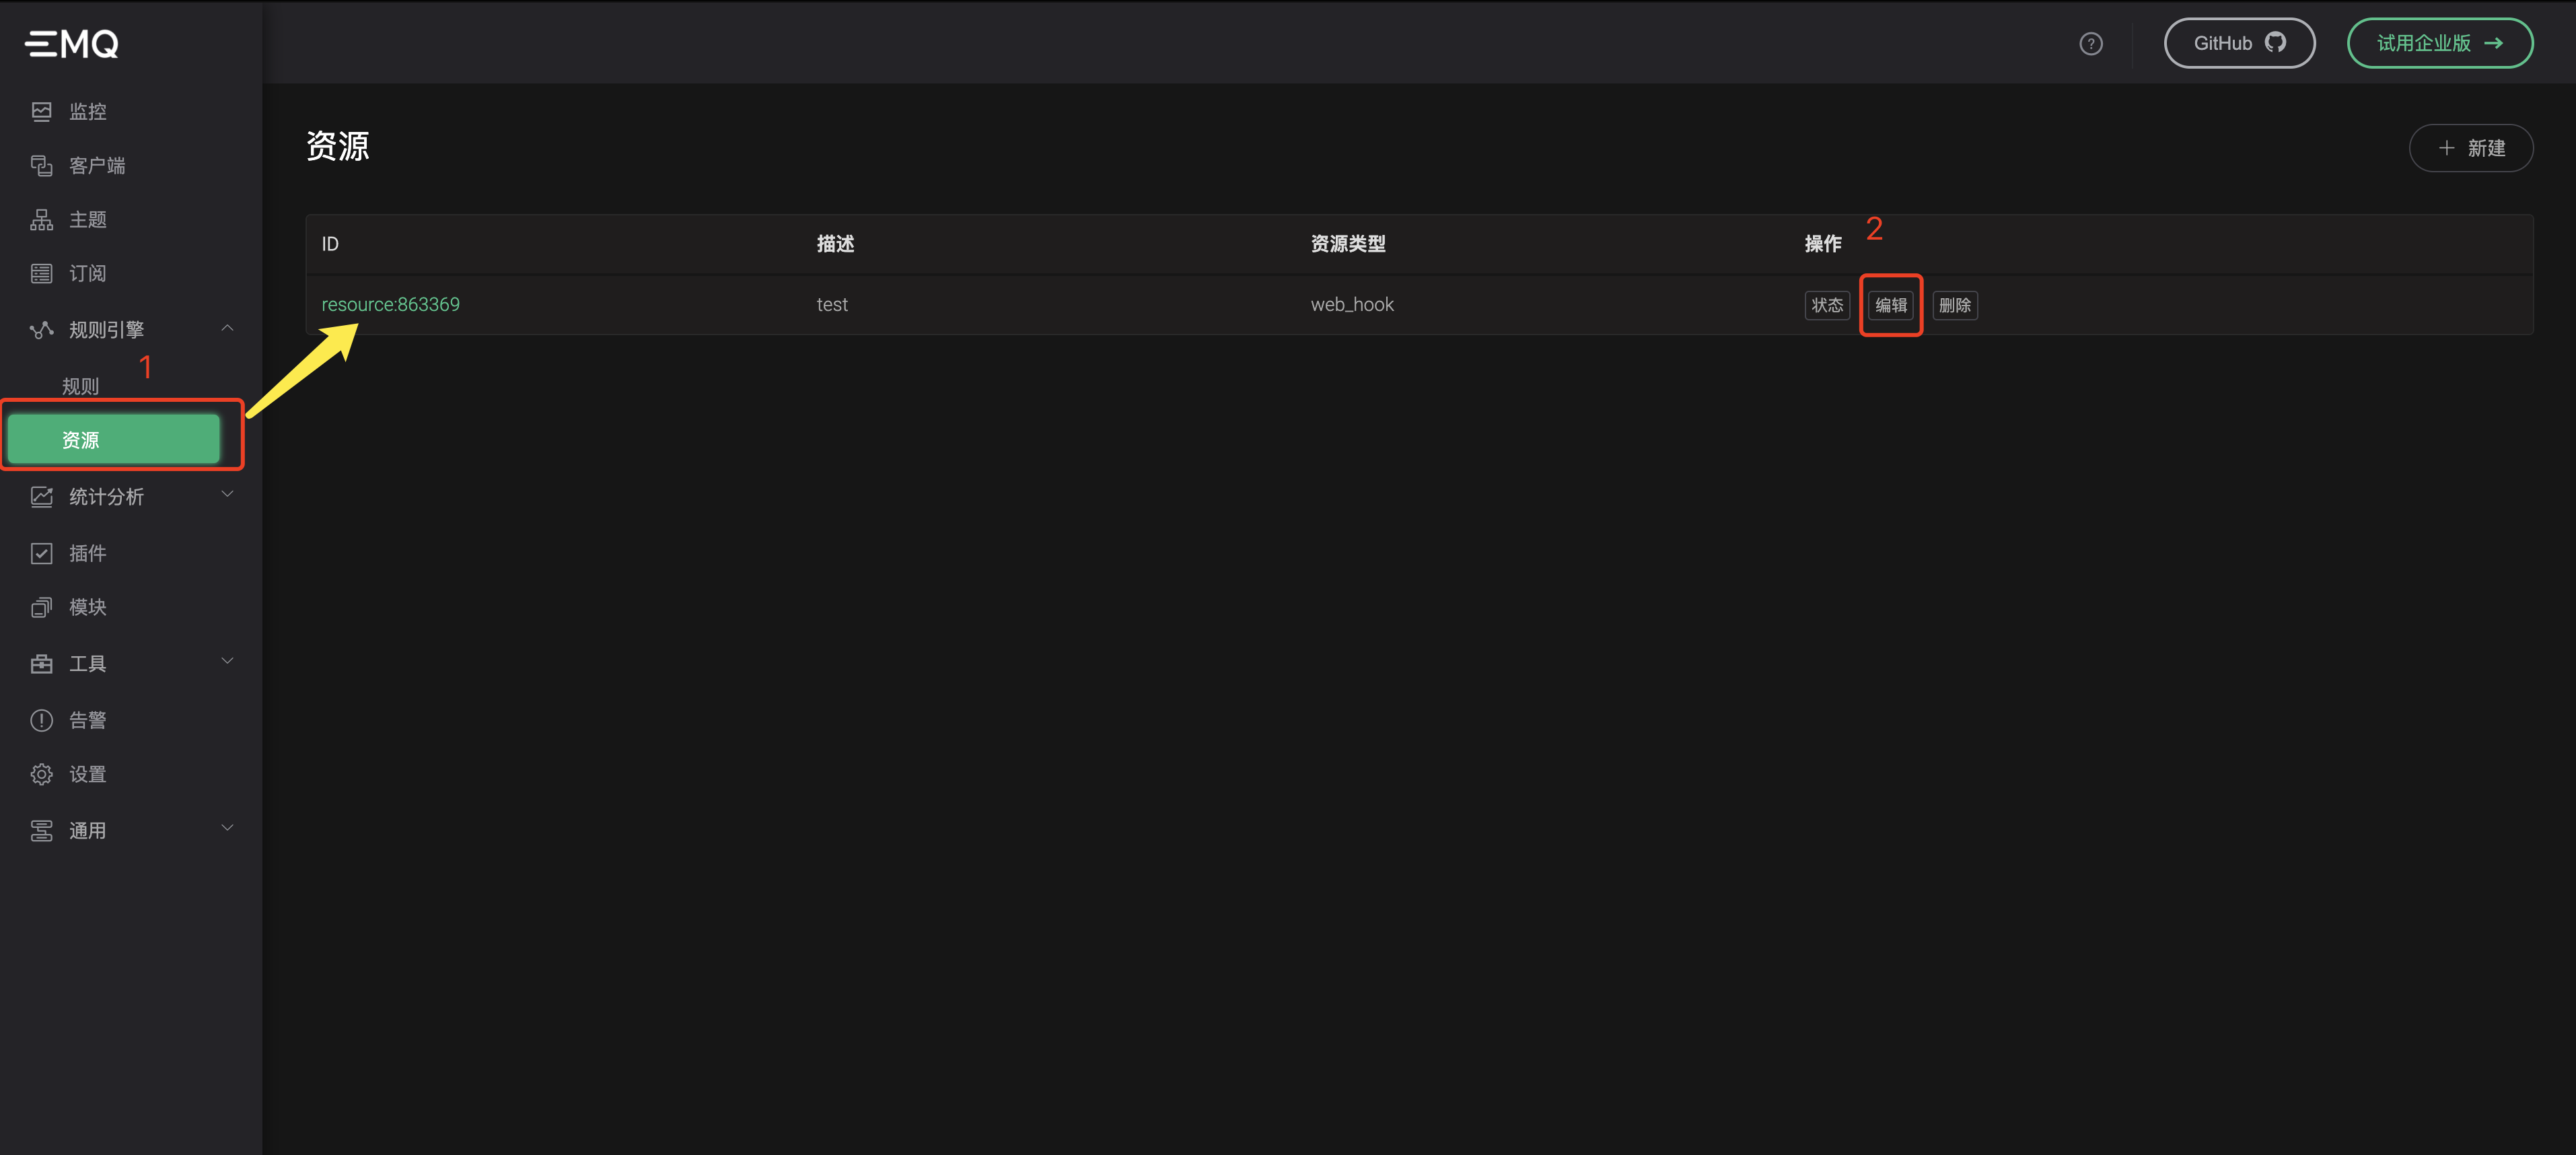 EMQ
GitHub
试用企业版 →
监控
客户端
主题
订阅
规则引擎
1
规则
资源
统计分析
插件
模块
工具
告警
设置
通用
资源
+ 新建
ID 描述 资源类型 操作 2
resource:863369 test web_hook 状态 编辑 删除